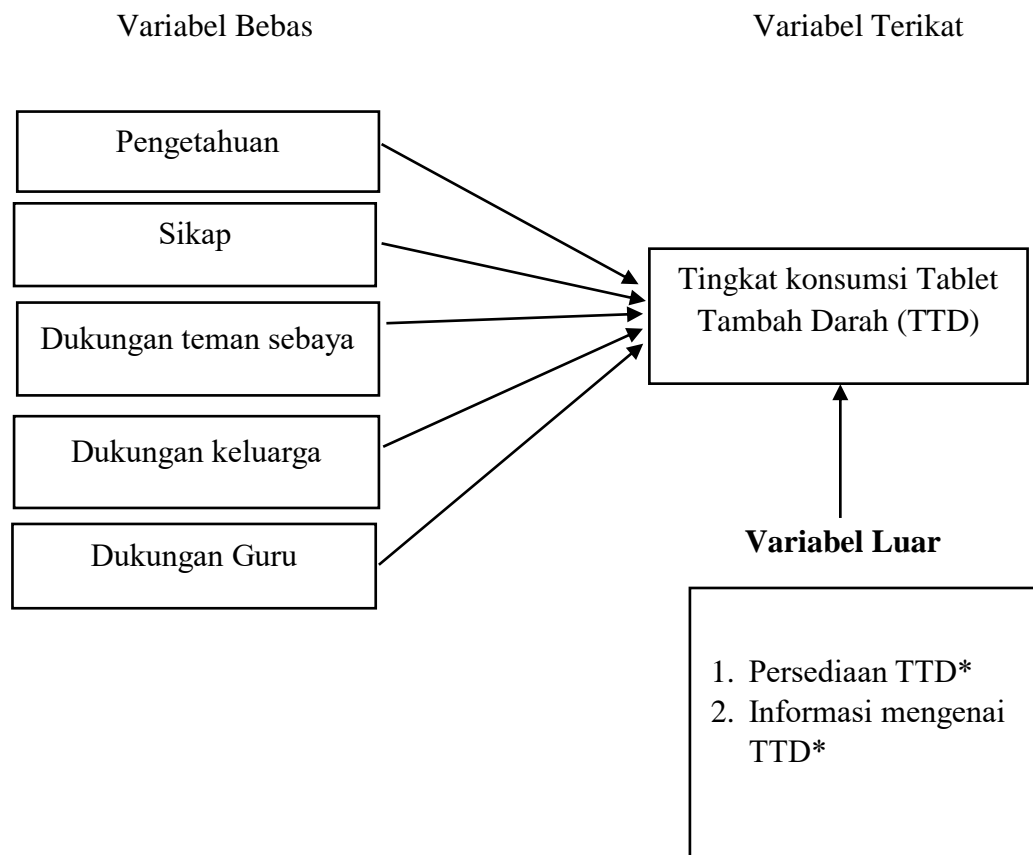 Variabel Bebas
Variabel Terikat
Pengetahuan
Sikap
Dukungan teman sebaya
Dukungan keluarga
Dukungan Guru
Tingkat konsumsi Tablet
Tambah Darah (TTD)
Variabel Luar
1. Persediaan TTD*
2. Informasi mengenai
TTD*